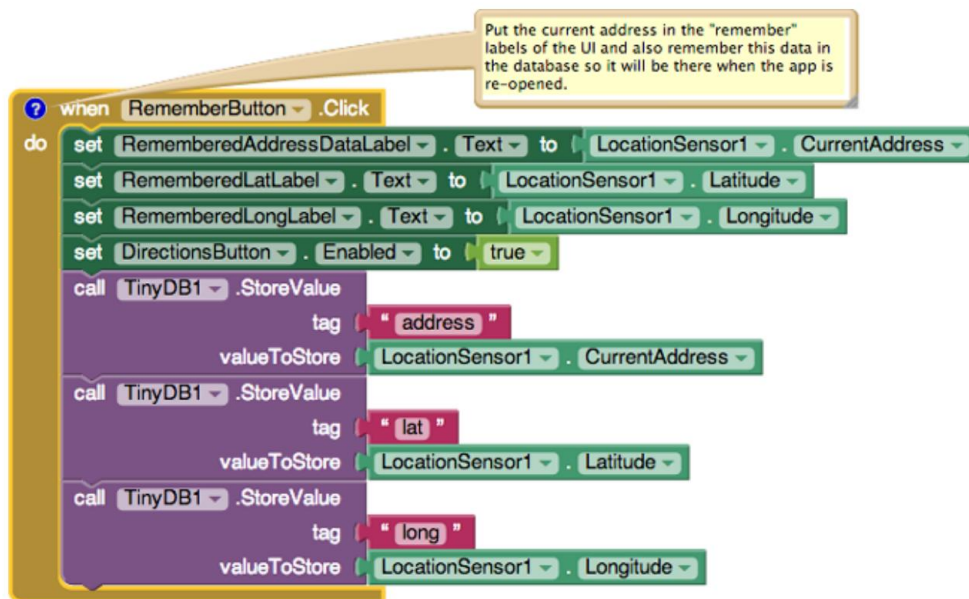 Put the current address in the "remember"
labels of the UI and also remember this data in
the database so it will be there when the app is
re-opened.
? when RememberButton .Click
do set RememberedAddressDataLabel . Text to LocationSensor1 . CurrentAddress
set RememberedLatLabel . Text to LocationSensor1 . Latitude
set RememberedLongLabel . Text to LocationSensor1 . Longitude
set DirectionsButton . Enabled to true
call TinyDB1 .StoreValue
tag " address "
valueToStore LocationSensor1 . CurrentAddress
call TinyDB1 .StoreValue
tag " lat "
valueToStore LocationSensor1 . Latitude
call TinyDB1 .StoreValue
tag " long "
valueToStore LocationSensor1 . Longitude